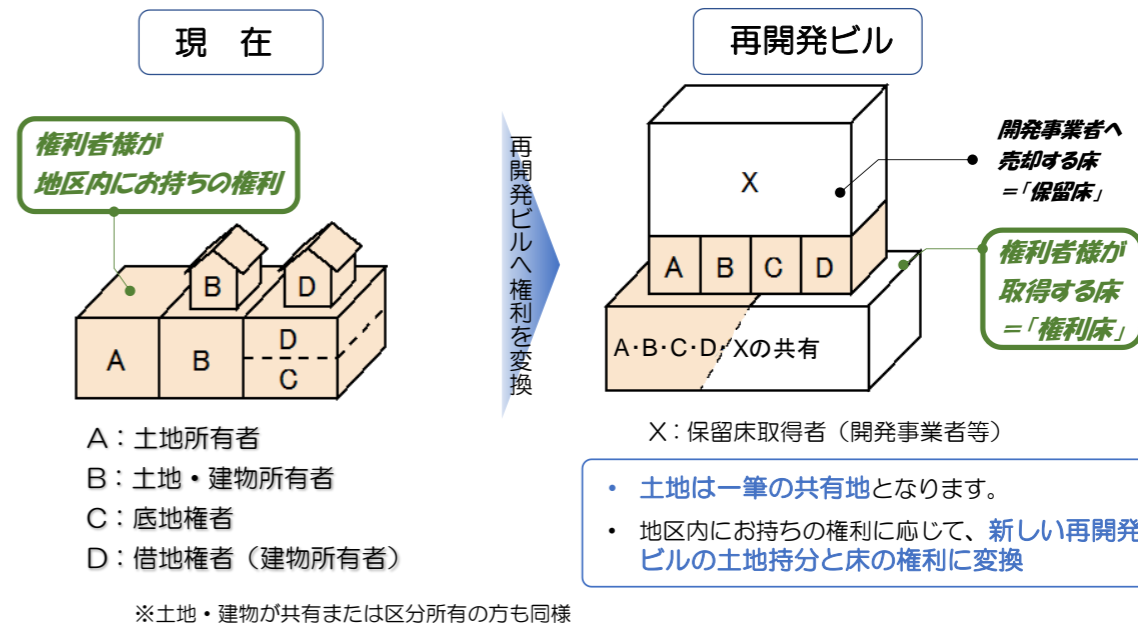 現 在
権利者様が
地区内にお持ちの権利
B
D
A
B
D
C
A：土地所有者
B：土地・建物所有者
C：底地権者
D：借地権者（建物所有者）
※土地・建物が共有または区分所有の方も同様
再開発ビルへ権利を変換
再開発ビル
X
A
B
C
D
A・B・C・D・Xの共有
開発事業者へ
売却する床
=「保留床」
権利者様が
取得する床
=「権利床」
X：保留床取得者（開発事業者等）
• 土地は一筆の共有地となります。
• 地区内にお持ちの権利に応じて、新しい再開発
ビルの土地持分と床の権利に変換